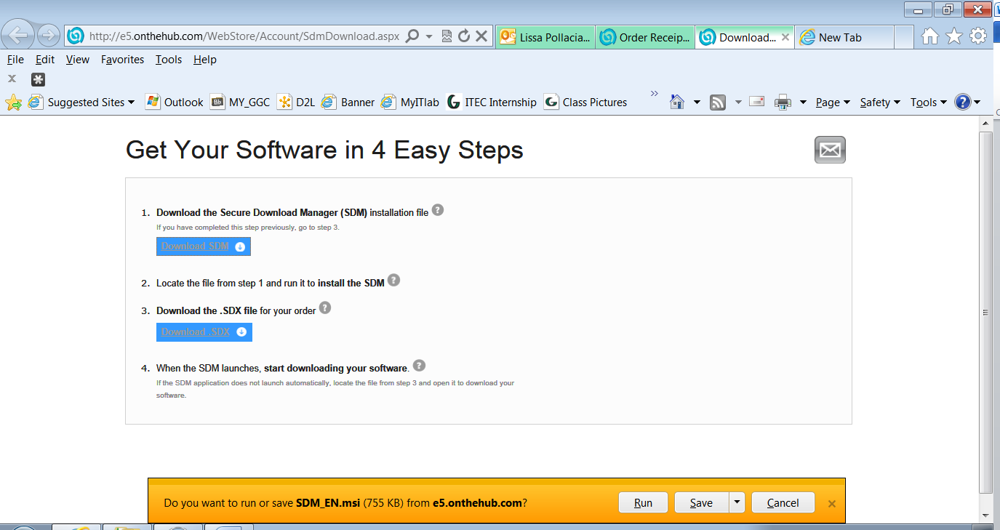 http://e5.onthehub.com/WebStore/Account/SdmDownload.aspx
Lissa Pollacia... Order Receip... Download... New Tab
File Edit View Favorites Tools Help
x
Suggested Sites Outlook MY_GGC D2L Banner MyITlab ITEC Internship Class Pictures » Page Safety Tools
Get Your Software in 4 Easy Steps
1. Download the Secure Download Manager (SDM) installation file ?
If you have completed this step previously, go to step 3.
Download SDM
2. Locate the file from step 1 and run it to install the SDM ?
3. Download the .SDX file for your order ?
Download .SDX
4. When the SDM launches, start downloading your software. ?
If the SDM application does not launch automatically, locate the file from step 3 and open it to download your
software.
Do you want to run or save SDM_EN.msi (755 KB) from e5.onthehub.com? Run Save Cancel ×